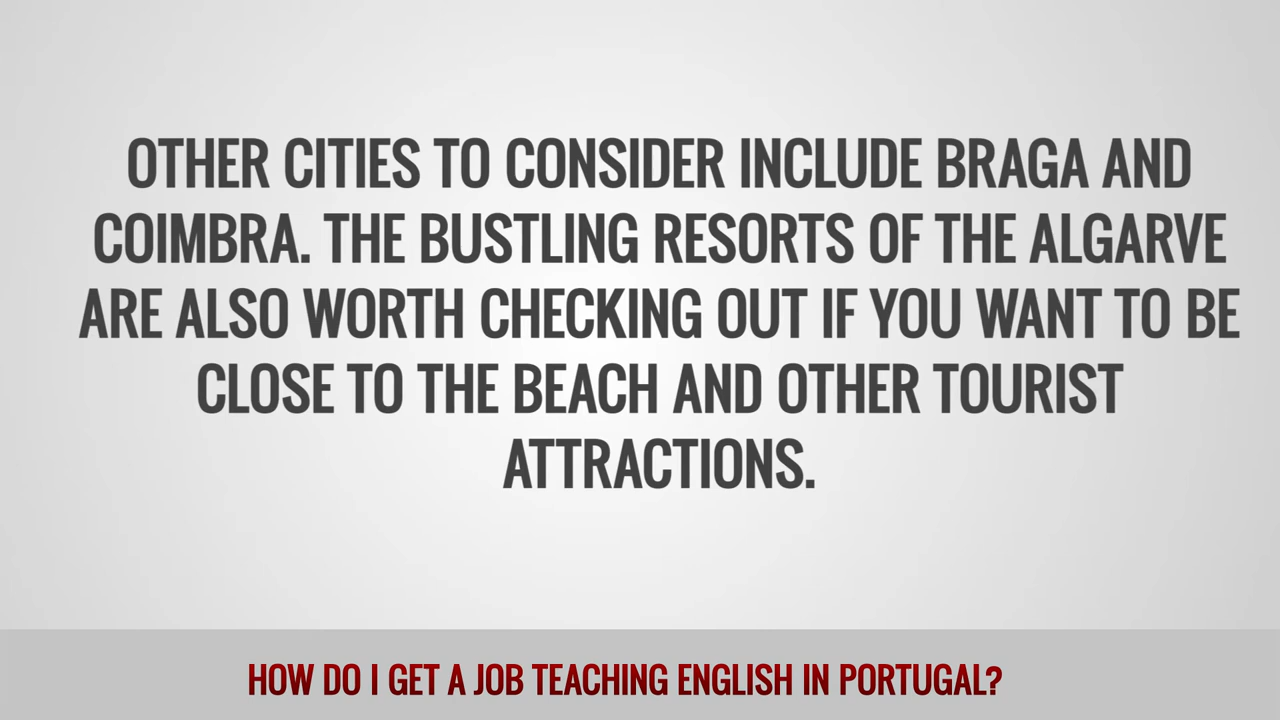 OTHER CITIES TO CONSIDER INCLUDE BRAGA AND
COIMBRA. THE BUSTLING RESORTS OF THE ALGARVE
ARE ALSO WORTH CHECKING OUT IF YOU WANT TO BE
CLOSE TO THE BEACH AND OTHER TOURIST
ATTRACTIONS.
HOW DO I GET A JOB TEACHING ENGLISH IN PORTUGAL?